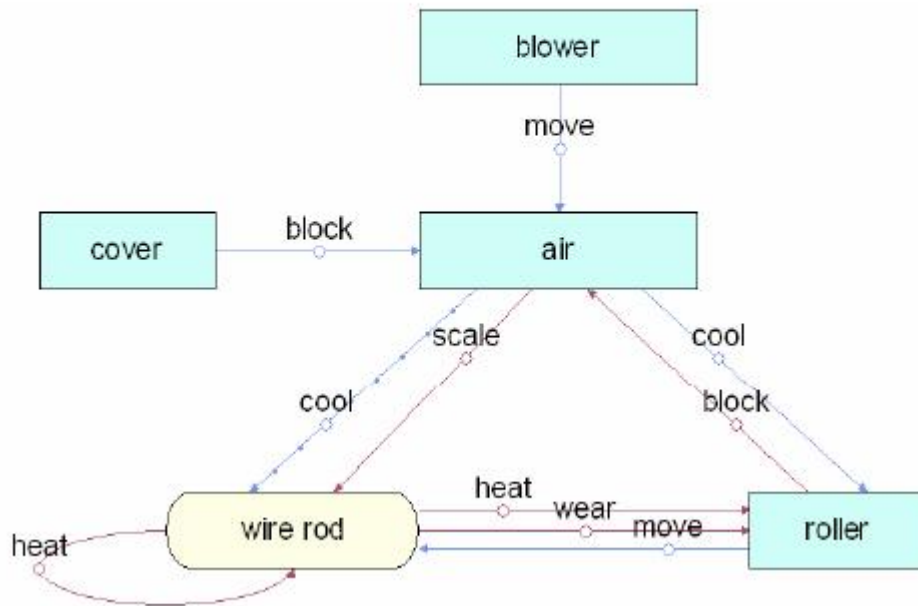 blower
move
block
cover
air
scale
cool
cool
block
heat
wear
wire rod
move
roller
heat